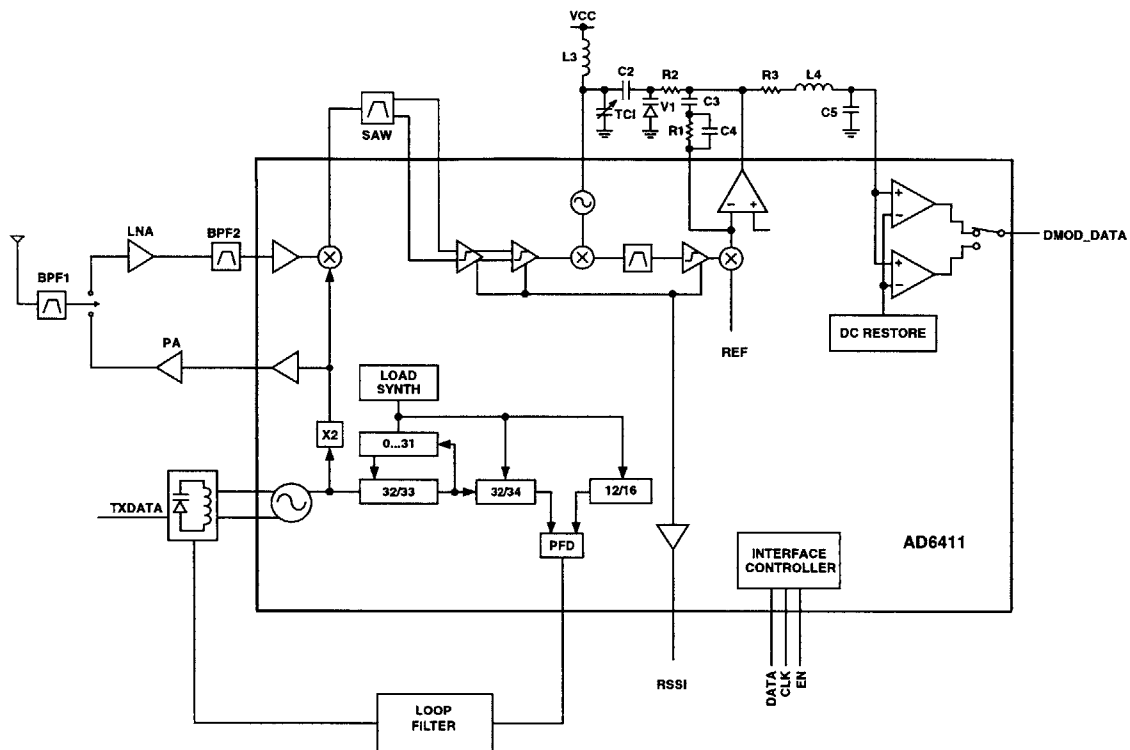 VCC
L3
C2
R2
R3
L4
TCI
V1
C3
R1
C4
C5
SAW
LNA
BPF2
BPF1
PA
+
−
+
−
−
+
DMOD_DATA
DC RESTORE
REF
LOAD
SYNTH
X2
0...31
32/33
32/34
12/16
TXDATA
PFD
AD6411
INTERFACE
CONTROLLER
RSSI
DATA
CLK
EN
LOOP
FILTER